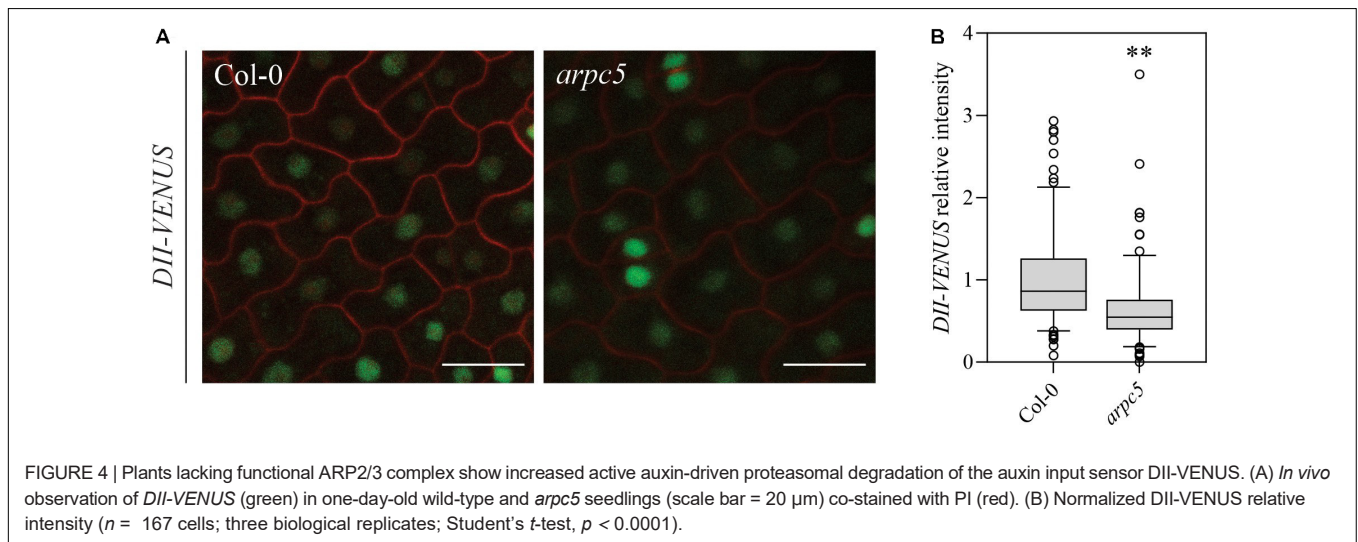 A
DII-VENUS
Col-0
arpc5
B
DII-VENUS relative intensity
4
3
2
1
0
**
Col-0
arpc5
FIGURE 4 | Plants lacking functional ARP2/3 complex show increased active auxin-driven proteasomal degradation of the auxin input sensor DII-VENUS. (A) In vivo
observation of DII-VENUS (green) in one-day-old wild-type and arpc5 seedlings (scale bar = 20 μm) co-stained with PI (red). (B) Normalized DII-VENUS relative
intensity (n = 167 cells; three biological replicates; Student's t-test, p < 0.0001).